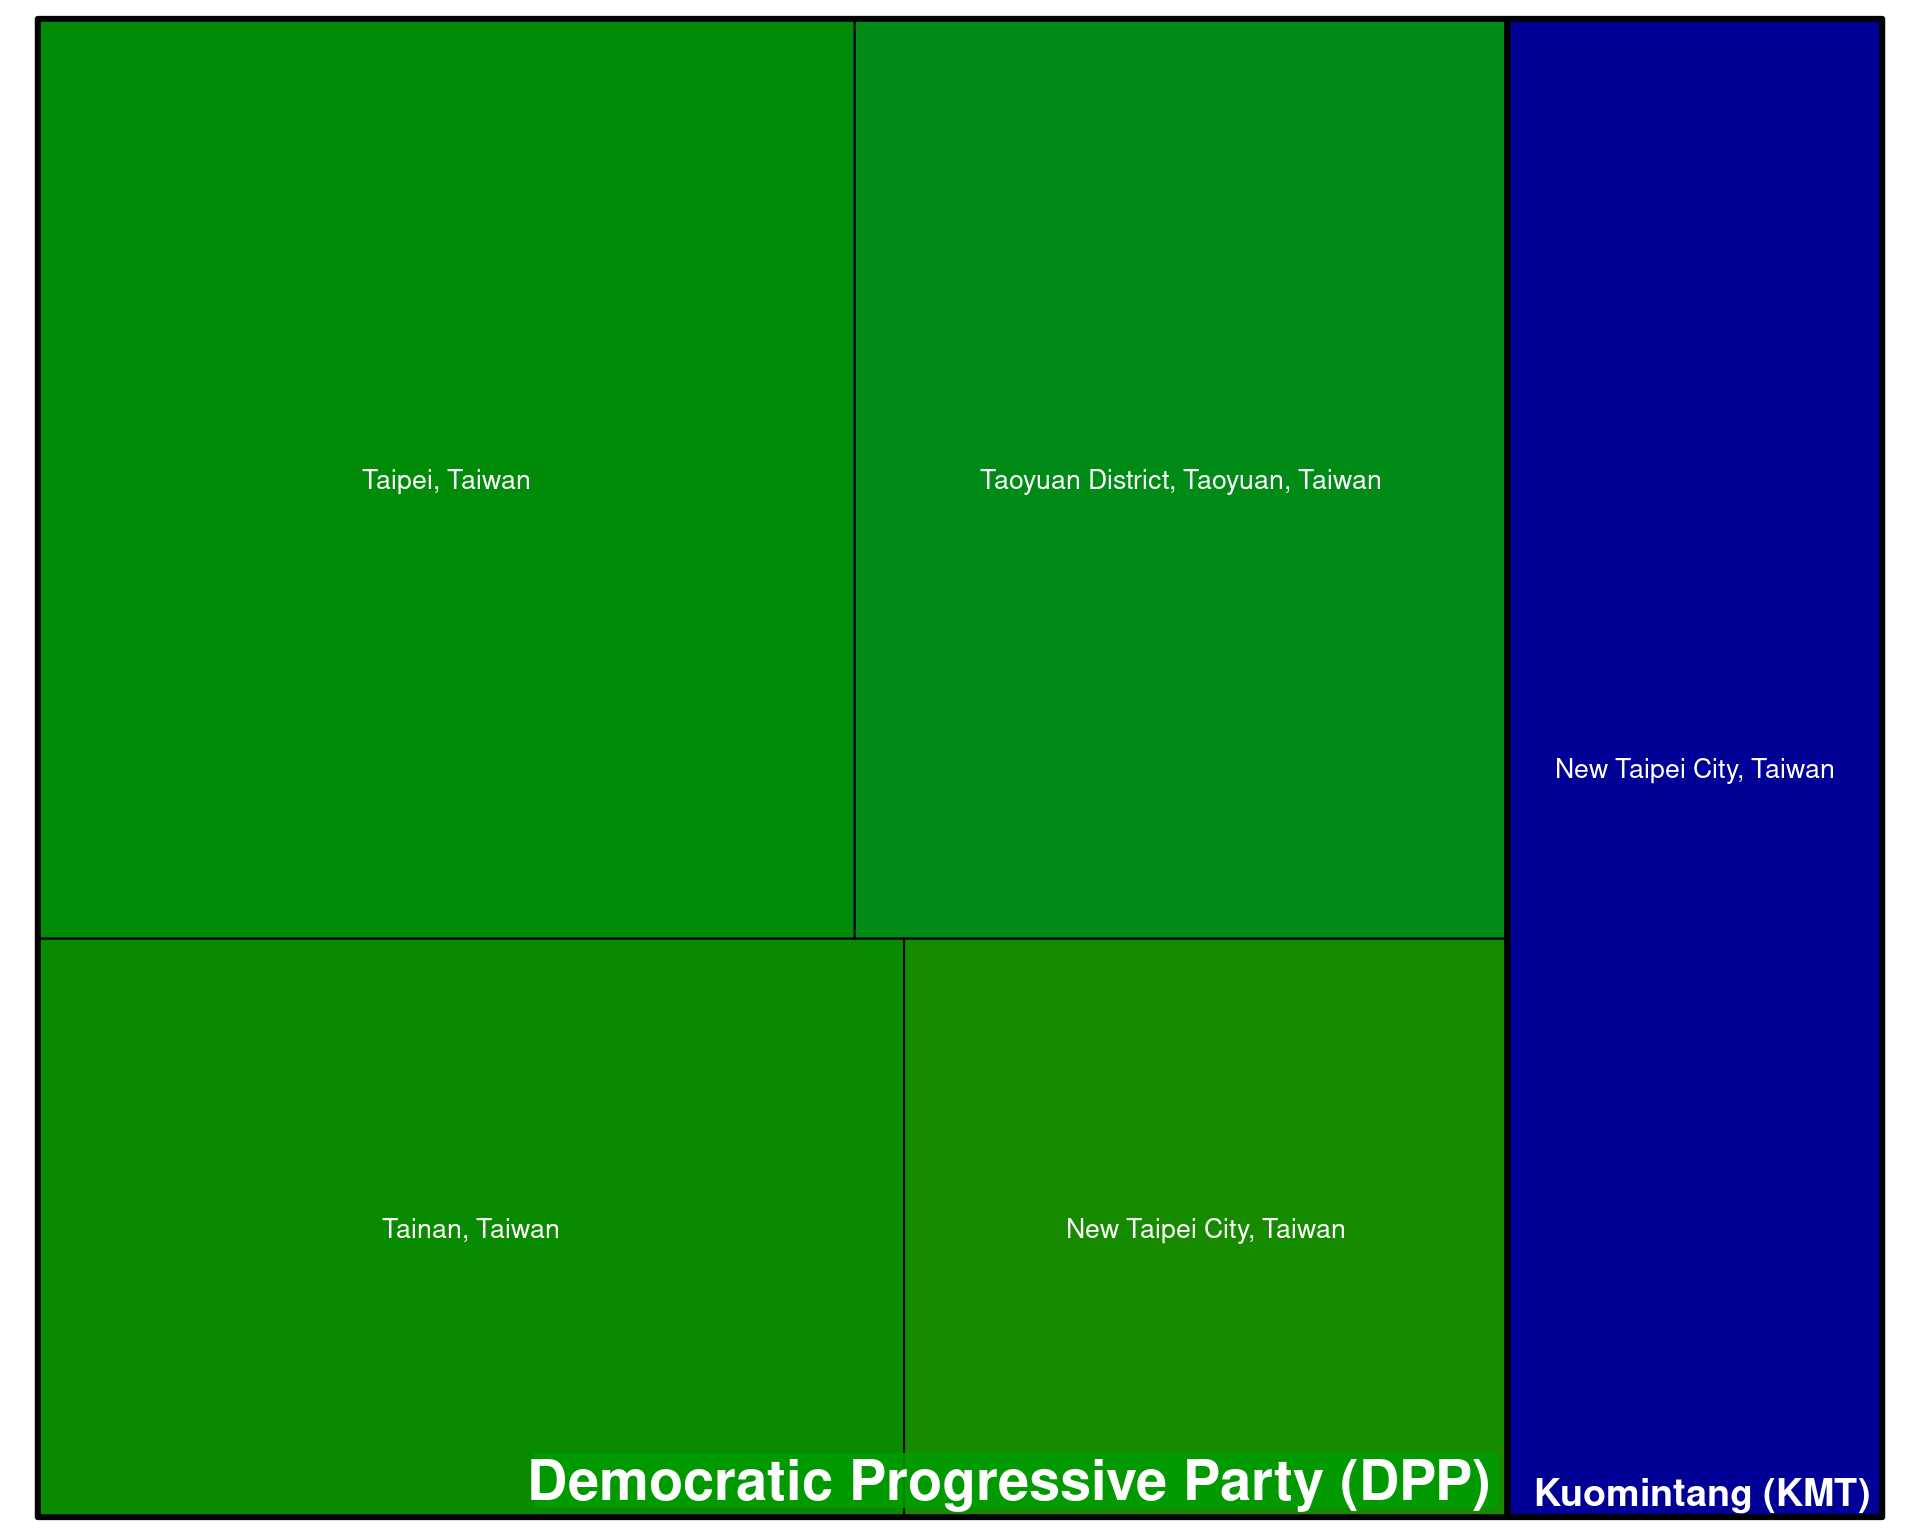 Taipei, Taiwan
Taoyuan District, Taoyuan, Taiwan
New Taipei City, Taiwan
Tainan, Taiwan
New Taipei City, Taiwan
Democratic Progressive Party (DPP)
Kuomintang (KMT)